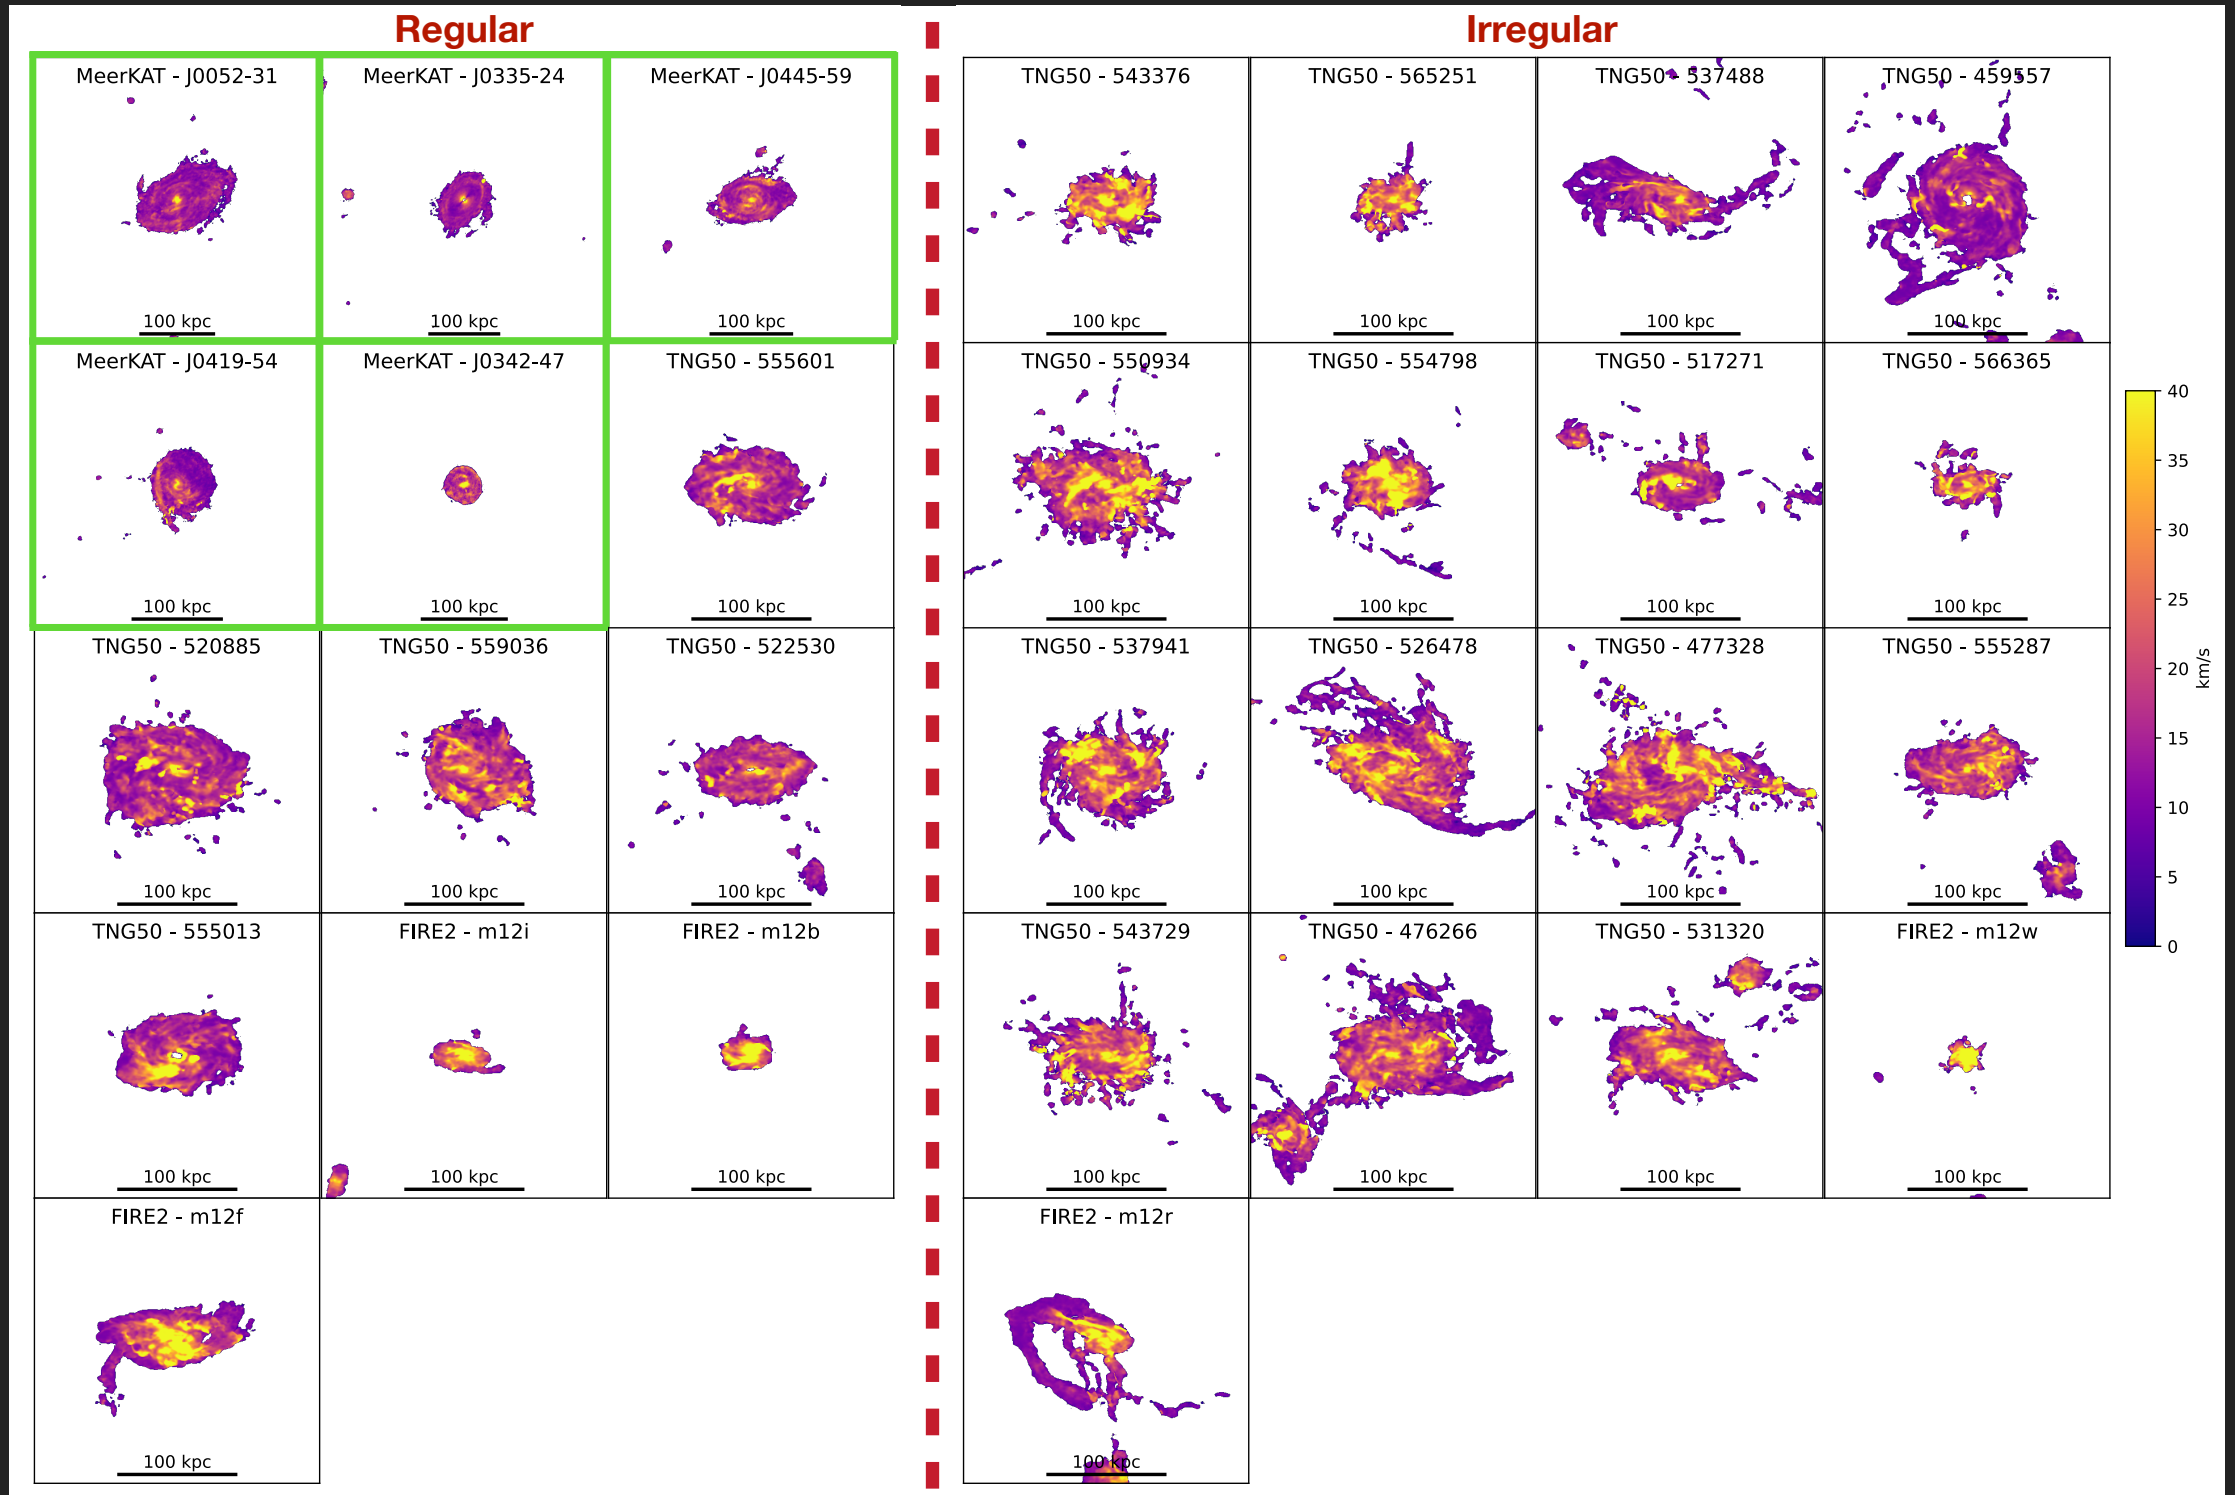 Regular
Irregular
MeerKAT - J0052-31
MeerKAT - J0335-24
MeerKAT - J0445-59
100 kpc
100 kpc
100 kpc
MeerKAT - J0419-54
MeerKAT - J0342-47
TNG50 - 555601
100 kpc
100 kpc
100 kpc
TNG50 - 520885
TNG50 - 559036
TNG50 - 522530
100 kpc
100 kpc
100 kpc
TNG50 - 555013
FIRE2 - m12i
FIRE2 - m12b
100 kpc
100 kpc
100 kpc
FIRE2 - m12f
100 kpc
TNG50 - 543376
TNG50 - 565251
TNG50 - 537488
TNG50 - 459557
100 kpc
100 kpc
100 kpc
100 kpc
TNG50 - 550934
TNG50 - 554798
TNG50 - 517271
TNG50 - 566365
100 kpc
100 kpc
100 kpc
100 kpc
TNG50 - 537941
TNG50 - 526478
TNG50 - 477328
TNG50 - 555287
100 kpc
100 kpc
100 kpc
100 kpc
TNG50 - 543729
TNG50 - 476266
TNG50 - 531320
FIRE2 - m12w
100 kpc
100 kpc
100 kpc
100 kpc
FIRE2 - m12r
100 kpc
40
35
30
25
20
15
10
5
0
km/s